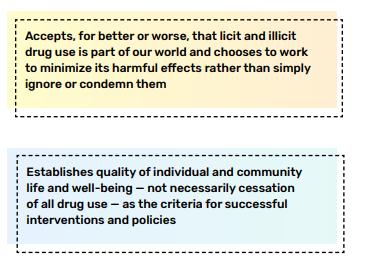 Accepts, for better or worse, that licit and illicit
drug use is part of our world and chooses to work
to minimize its harmful effects rather than simply
ignore or condemn them
Establishes quality of individual and community
life and well-being — not necessarily cessation
of all drug use — as the criteria for successful
interventions and policies